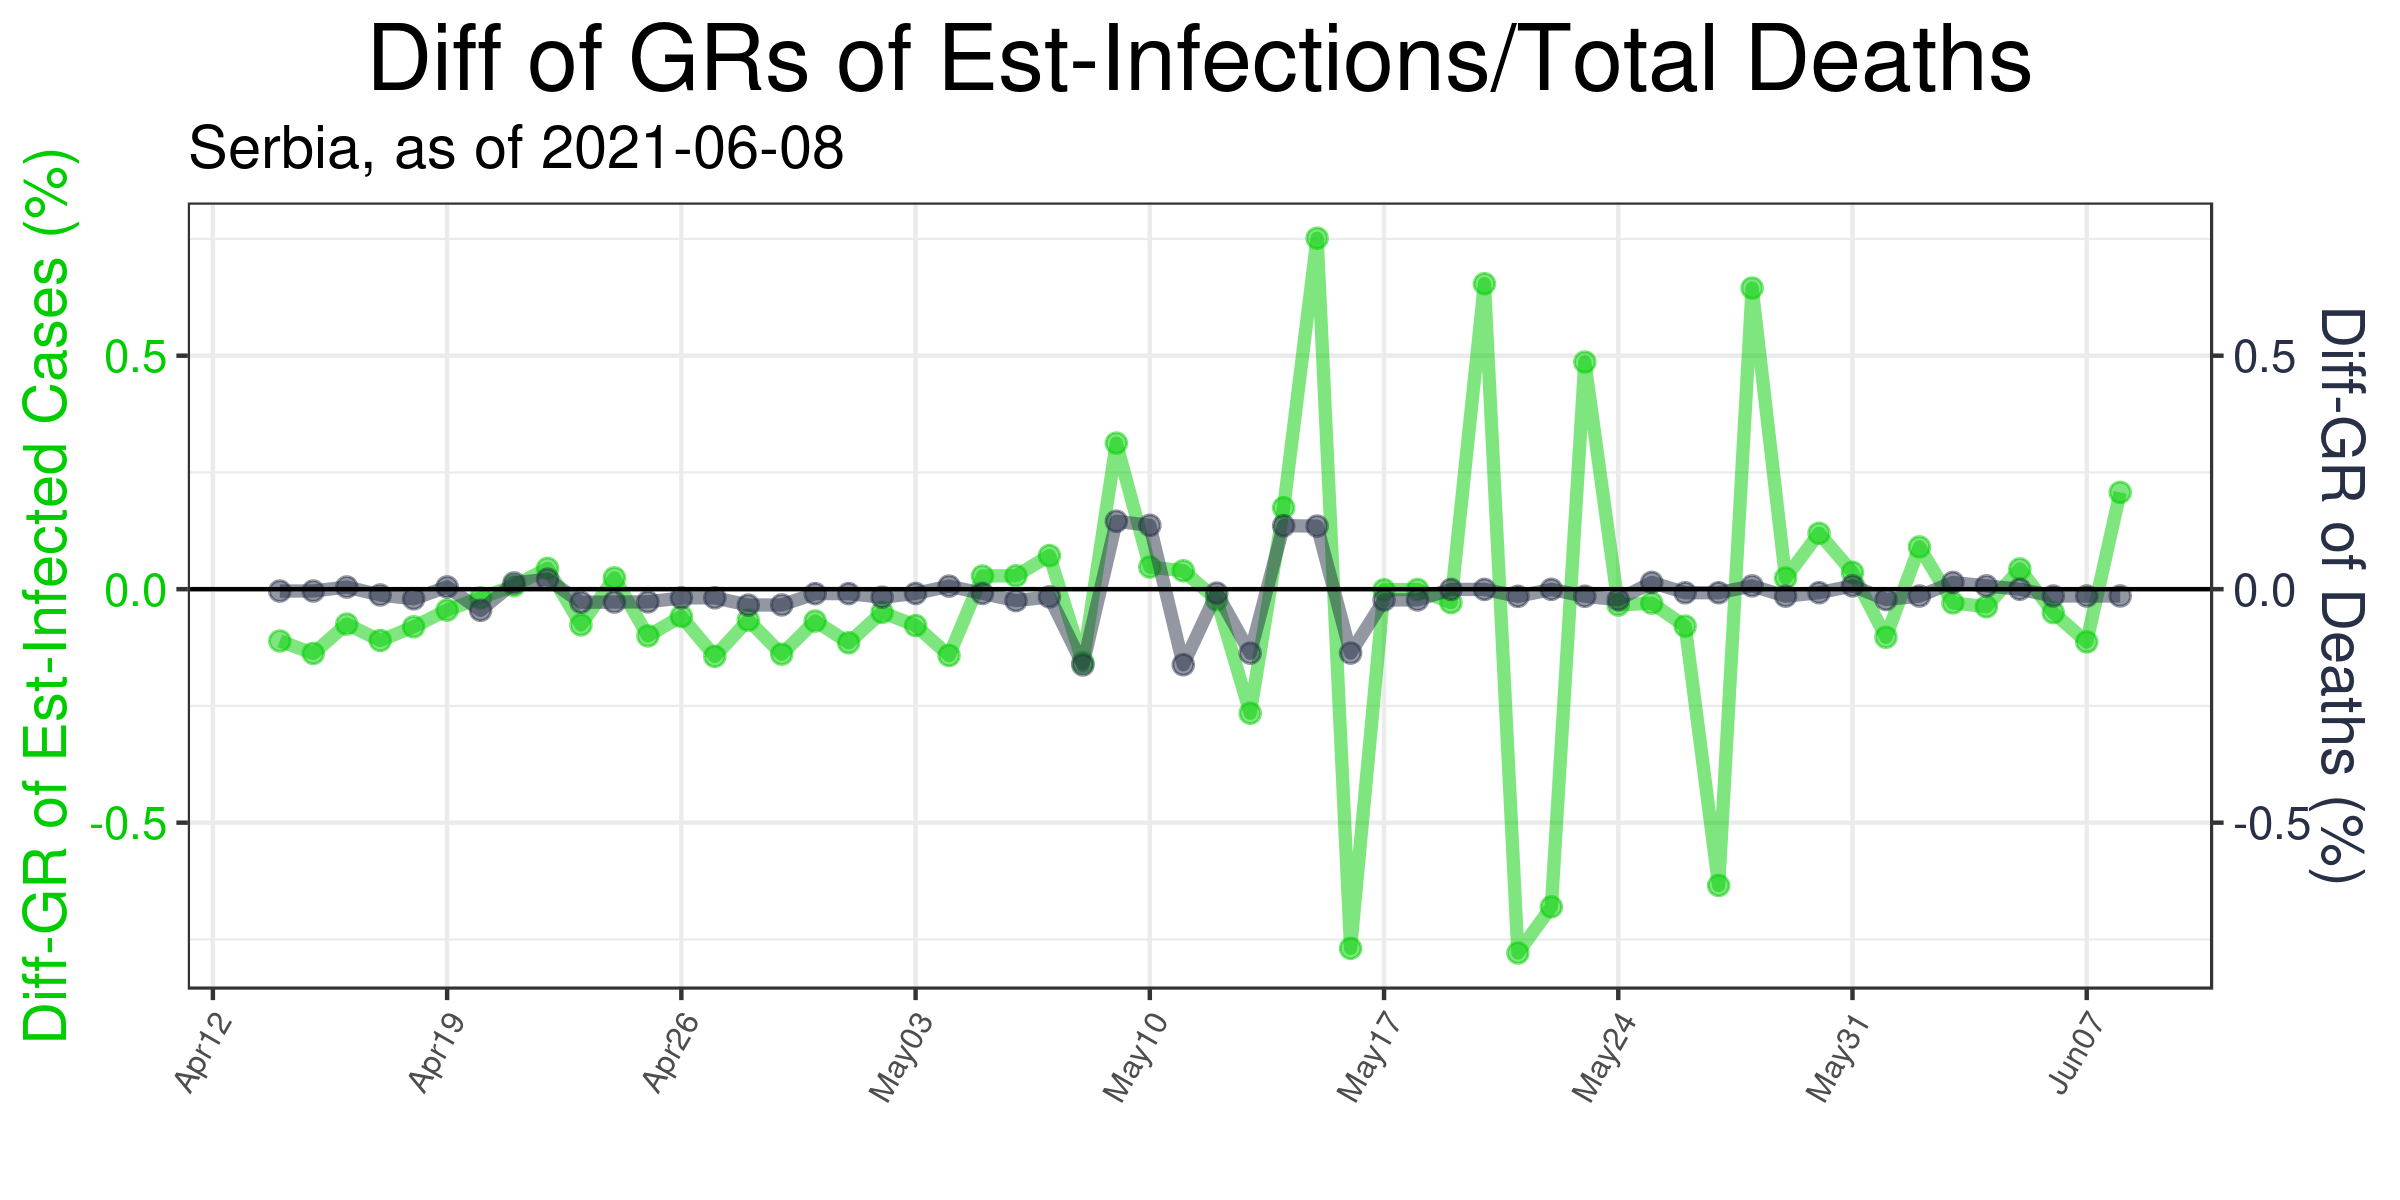 Diff of GRs of Est-Infections/Total Deaths
Serbia, as of 2021-06-08
Diff-GR of Est-Infected Cases (%)
0.5
0.0
-0.5
0.5
0.0
-0.5
Diff-GR of Deaths (%)
Apr12
Apr19
Apr26
May03
May10
May17
May24
May31
Jun07